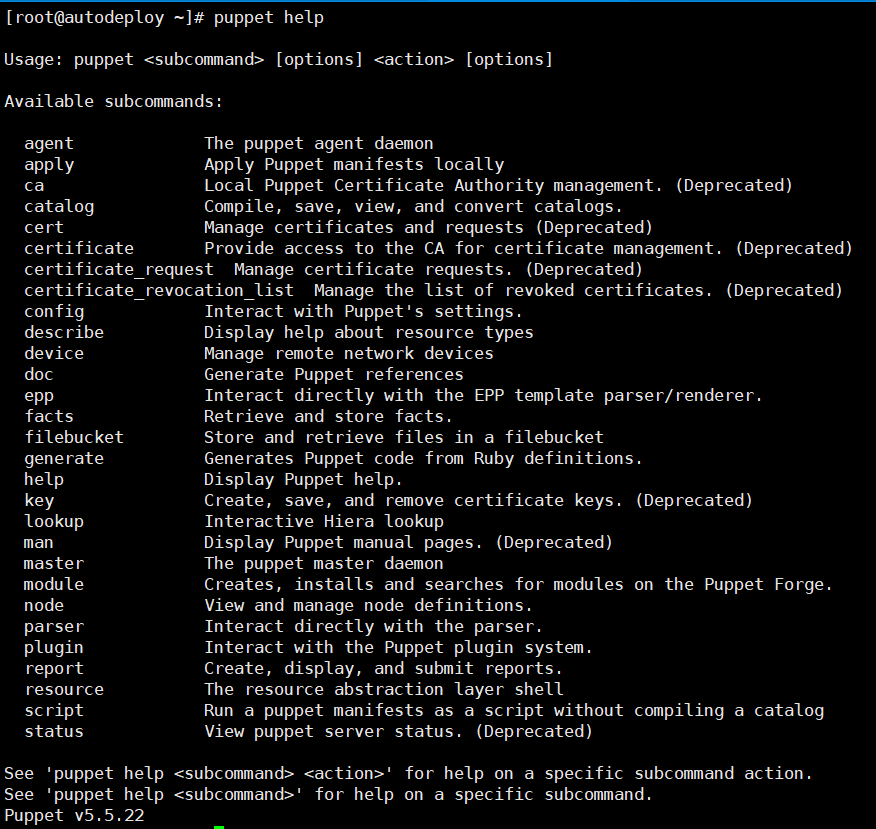 [root@autodeploy ~]# puppet help
Usage: puppet <subcommand> [options] <action> [options]
Available subcommands:
agent The puppet agent daemon
apply Apply Puppet manifests locally
ca Local Puppet Certificate Authority management. (Deprecated)
catalog Compile, save, view, and convert catalogs.
cert Manage certificates and requests (Deprecated)
certificate Provide access to the CA for certificate management. (Deprecated)
certificate_request Manage certificate requests. (Deprecated)
certificate_revocation_list Manage the list of revoked certificates. (Deprecated)
config Interact with Puppet's settings.
describe Display help about resource types
device Manage remote network devices
doc Generate Puppet references
epp Interact directly with the EPP template parser/renderer.
facts Retrieve and store facts.
filebucket Store and retrieve files in a filebucket
generate Generates Puppet code from Ruby definitions.
help Display Puppet help.
key Create, save, and remove certificate keys. (Deprecated)
lookup Interactive Hiera lookup
man Display Puppet manual pages. (Deprecated)
master The puppet master daemon
module Creates, installs and searches for modules on the Puppet Forge.
node View and manage node definitions.
parser Interact directly with the parser.
plugin Interact with the Puppet plugin system.
report Create, display, and submit reports.
resource The resource abstraction layer shell
script Run a puppet manifests as a script without compiling a catalog
status View puppet server status. (Deprecated)
See 'puppet help <subcommand> <action>' for help on a specific subcommand action.
See 'puppet help <subcommand>' for help on a specific subcommand.
Puppet v5.5.22